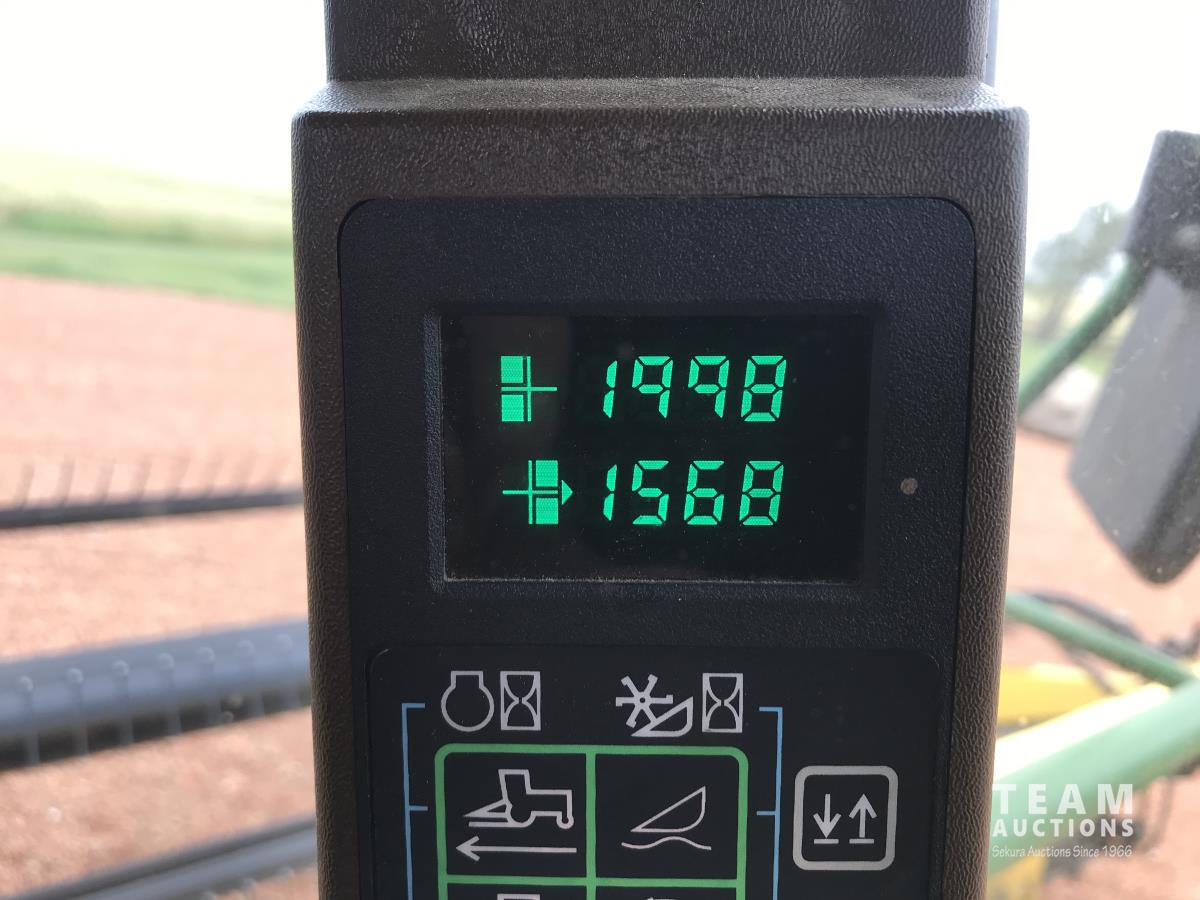 1998
1568
TEAM
AUCTIONS
Sekura Auctions Since 1966